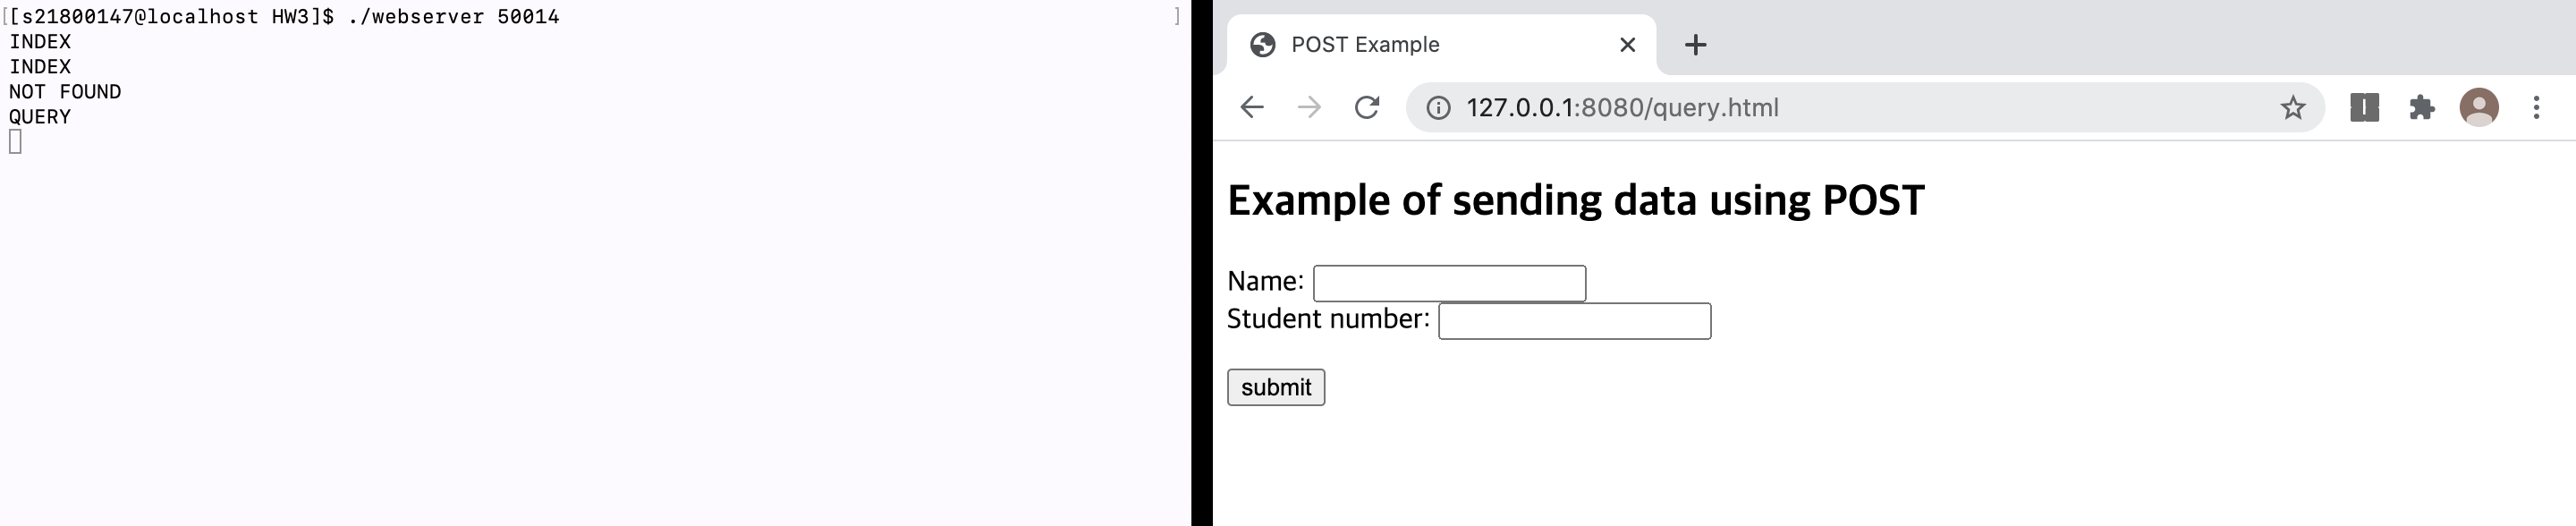 [[s21800147@localhost HW3]$ ./webserver 50014 ]
INDEX
INDEX
NOT FOUND
QUERY
POST Example
127.0.0.1:8080/query.html
Example of sending data using POST
Name:
Student number:
submit